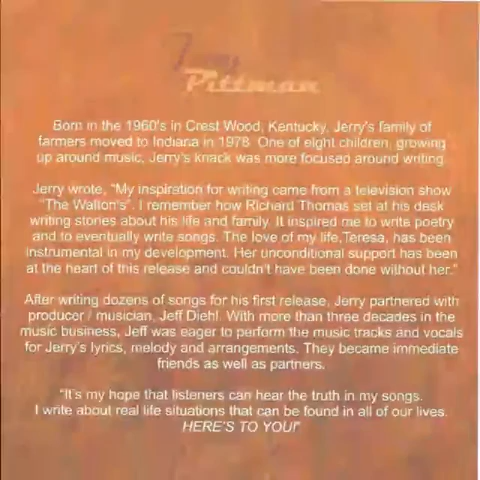 Jerry
Pittman
Born in the 1960's in Crest Wood, Kentucky, Jerry's family of
farmers moved to Indiana in 1978. One of eight children, growing
up around music, Jerry's knack was more focused around writing.
Jerry wrote, "My inspiration for writing came from a television show
"The Walton's". I remember how Richard Thomas set at his desk
writing stories about his life and family. It inspired me to write poetry
and to eventually write songs. The love of my life,Teresa, has been
instrumental in my development. Her unconditional support has been
at the heart of this release and couldn't have been done without her."
After writing dozens of songs for his first release, Jerry partnered with
producer / musician, Jeff Diehl. With more than three decades in the
music business, Jeff was eager to perform the music tracks and vocals
for Jerry's lyrics, melody and arrangements. They became immediate
friends as well as partners.
"It's my hope that listeners can hear the truth in my songs.
I write about real life situations that can be found in all of our lives.
HERE'S TO YOU!"